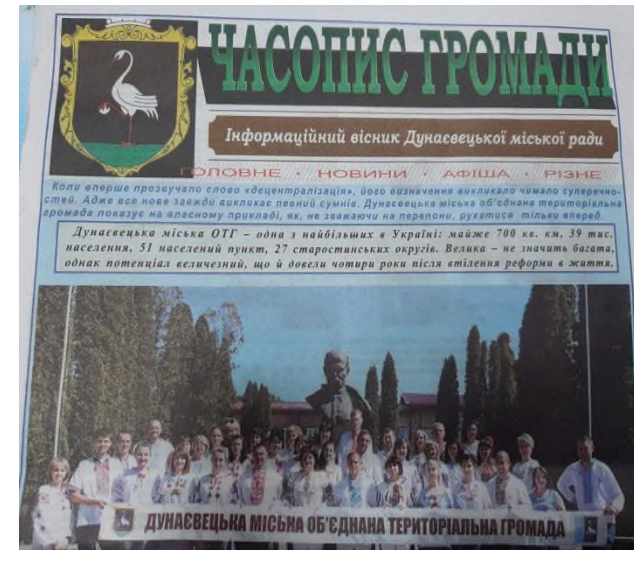 ЧАСОПИС ГРОМАДИ
Інформаційний вісник Дунаєвецької міської ради
ГОЛОВНЕ • НОВИНИ • АФІША • РІЗНЕ
Коли вперше прозвучало слово «децентралізація», його визначення викликало чимало суперечно-
стей. Адже все нове завжди викликає певний сумнів. Дунаєвецька міська об'єднана територіальна
громада показує на власному прикладі, як, не зважаючи на перепони, рухатися тільки вперед.
Дунаєвецька міська ОТГ – одна з найбільших в Україні: майже 700 кв. км, 39 тис.
населення, 51 населений пункт, 27 старостинських округів. Велика – не значить багата,
однак потенціал величезний, що й довели чотири роки після втілення реформи в життя.
ДУНАЄВЕЦЬКА МІСЬКА ОБ'ЄДНАНА ТЕРИТОРІАЛЬНА ГРОМАДА